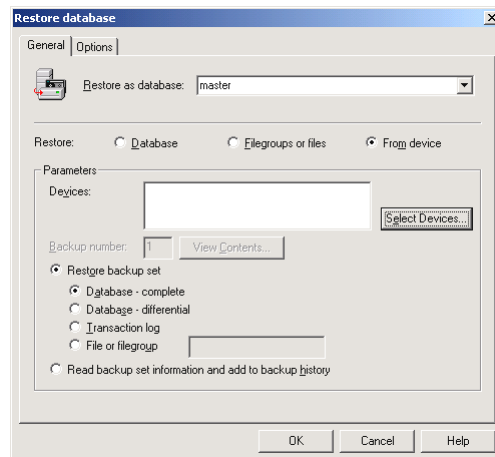 Restore database
General Options
Restore as database: master
Restore: Database Filegroups or files From device
Parameters
Devices:
Select Devices...
Backup number: 1 View Contents...
Restore backup set
Database - complete
Database - differential
Transaction log
File or filegroup
Read backup set information and add to backup history
OK Cancel Help